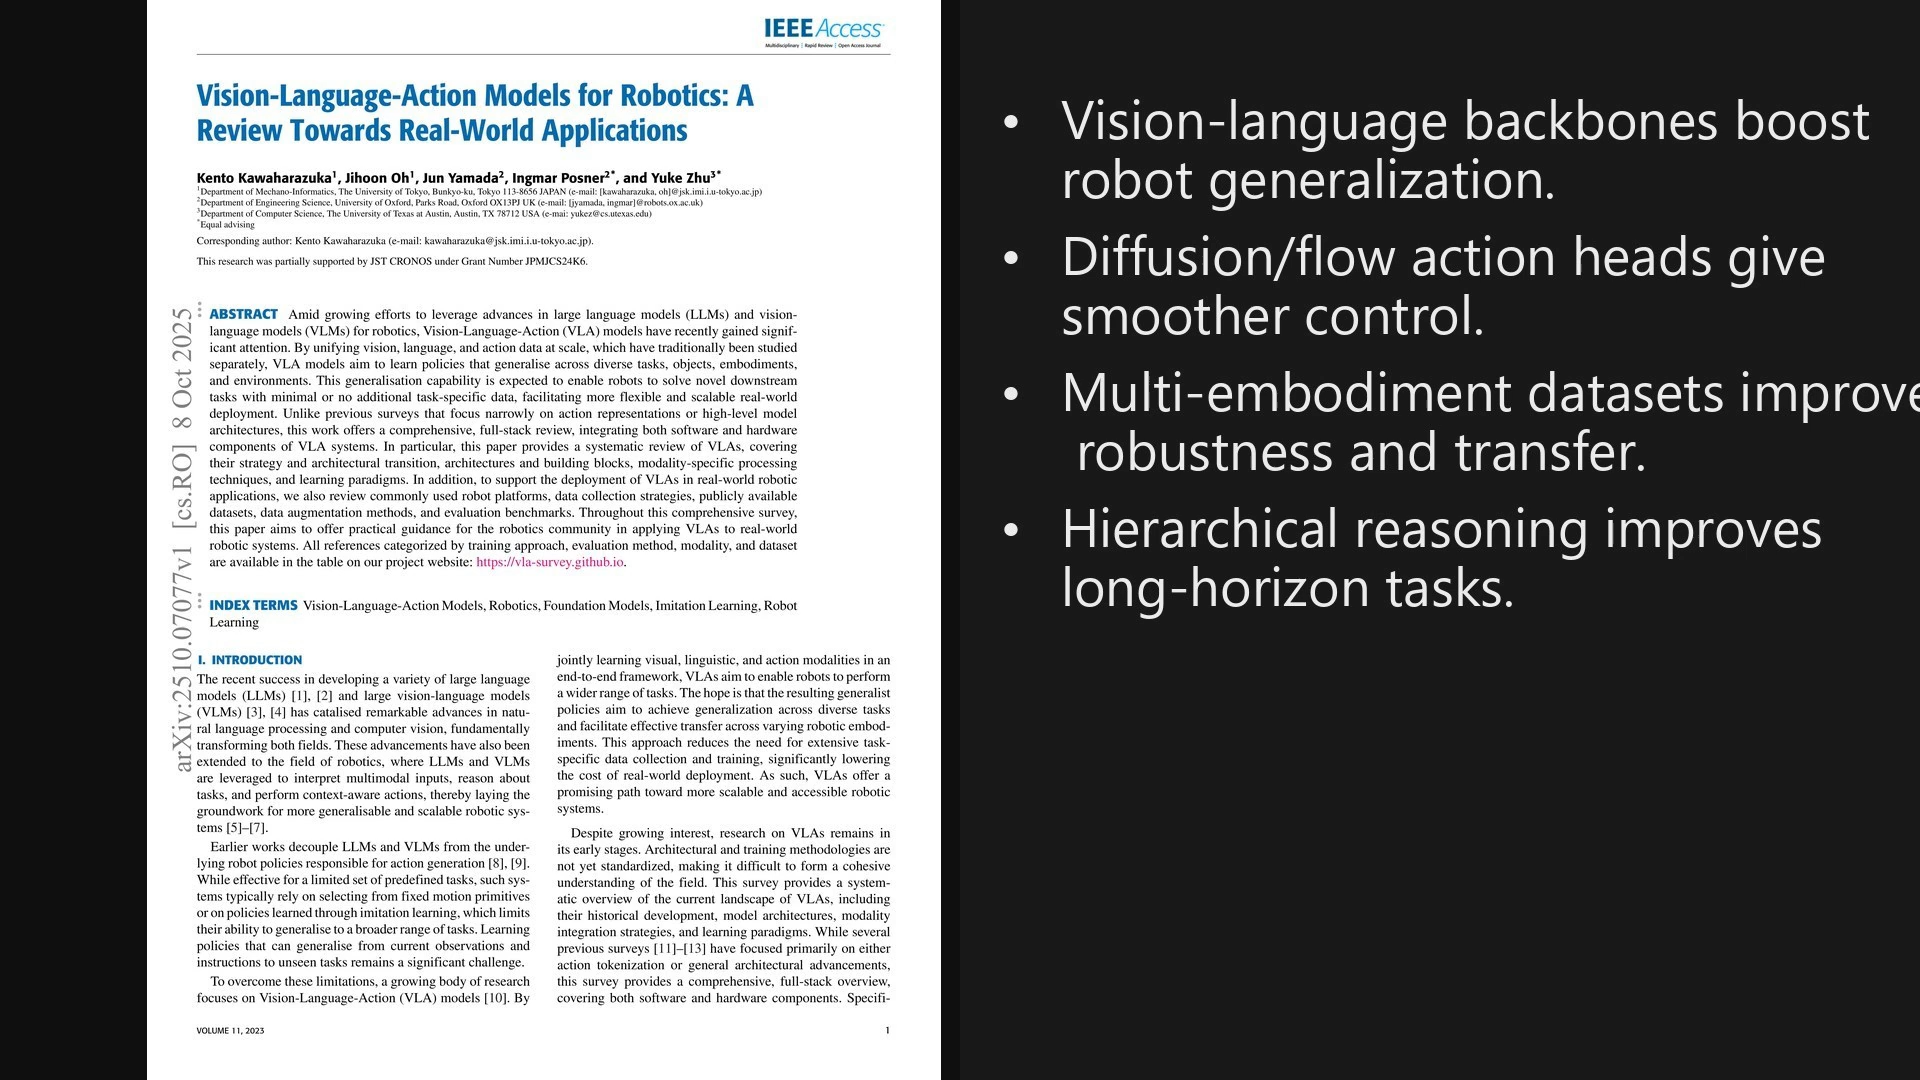 IEEE Access
Multidisciplinary | Rapid Review | Open Access Journal
Vision-Language-Action Models for Robotics: A
Review Towards Real-World Applications
Kento Kawaharazuka1, Jihoon Oh1, Jun Yamada2, Ingmar Posner2*, and Yuke Zhu3*
1Department of Mechano-Informatics, The University of Tokyo, Bunkyo-ku, Tokyo 113-8656 JAPAN (e-mail: [kawaharazuka, oh]@jsk.imi.i.u-tokyo.ac.jp)
2Department of Engineering Science, University of Oxford, Parks Road, Oxford OX13PJ UK (e-mail: [jyamada, ingmar]@robots.ox.ac.uk)
3Department of Computer Science, The University of Texas at Austin, Austin, TX 78712 USA (e-mai: yukez@cs.utexas.edu)
*Equal advising
Corresponding author: Kento Kawaharazuka (e-mail: kawaharazuka@jsk.imi.i.u-tokyo.ac.jp).
This research was partially supported by JST CRONOS under Grant Number JPMJCS24K6.
arXiv:2510.07077v1 [cs.RO] 8 Oct 2025
ABSTRACT Amid growing efforts to leverage advances in large language models (LLMs) and vision-
language models (VLMs) for robotics, Vision-Language-Action (VLA) models have recently gained signif-
icant attention. By unifying vision, language, and action data at scale, which have traditionally been studied
separately, VLA models aim to learn policies that generalise across diverse tasks, objects, embodiments,
and environments. This generalisation capability is expected to enable robots to solve novel downstream
tasks with minimal or no additional task-specific data, facilitating more flexible and scalable real-world
deployment. Unlike previous surveys that focus narrowly on action representations or high-level model
architectures, this work offers a comprehensive, full-stack review, integrating both software and hardware
components of VLA systems. In particular, this paper provides a systematic review of VLAs, covering
their strategy and architectural transition, architectures and building blocks, modality-specific processing
techniques, and learning paradigms. In addition, to support the deployment of VLAs in real-world robotic
applications, we also review commonly used robot platforms, data collection strategies, publicly available
datasets, data augmentation methods, and evaluation benchmarks. Throughout this comprehensive survey,
this paper aims to offer practical guidance for the robotics community in applying VLAs to real-world
robotic systems. All references categorized by training approach, evaluation method, modality, and dataset
are available in the table on our project website: https://vla-survey.github.io.
INDEX TERMS Vision-Language-Action Models, Robotics, Foundation Models, Imitation Learning, Robot
Learning
I. INTRODUCTION
The recent success in developing a variety of large language
models (LLMs) [1], [2] and large vision-language models
(VLMs) [3], [4] has catalised remarkable advances in natu-
ral language processing and computer vision, fundamentally
transforming both fields. These advancements have also been
extended to the field of robotics, where LLMs and VLMs
are leveraged to interpret multimodal inputs, reason about
tasks, and perform context-aware actions, thereby laying the
groundwork for more generalisable and scalable robotic sys-
tems [5]–[7].
Earlier works decouple LLMs and VLMs from the under-
lying robot policies responsible for action generation [8], [9].
While effective for a limited set of predefined tasks, such sys-
tems typically rely on selecting from fixed motion primitives
or on policies learned through imitation learning, which limits
their ability to generalise to a broader range of tasks. Learning
policies that can generalise from current observations and
instructions to unseen tasks remains a significant challenge.
To overcome these limitations, a growing body of research
focuses on Vision-Language-Action (VLA) models [10]. By
jointly learning visual, linguistic, and action modalities in an
end-to-end framework, VLAs aim to enable robots to perform
a wider range of tasks. The hope is that the resulting generalist
policies aim to achieve generalization across diverse tasks
and facilitate effective transfer across varying robotic embod-
iments. This approach reduces the need for extensive task-
specific data collection and training, significantly lowering
the cost of real-world deployment. As such, VLAs offer a
promising path toward more scalable and accessible robotic
systems.
Despite growing interest, research on VLAs remains in
its early stages. Architectural and training methodologies are
not yet standardized, making it difficult to form a cohesive
understanding of the field. This survey provides a system-
atic overview of the current landscape of VLAs, including
their historical development, model architectures, modality
integration strategies, and learning paradigms. While several
previous surveys [11]–[13] have focused primarily on either
action tokenization or general architectural advancements,
this survey provides a comprehensive, full-stack overview,
covering both software and hardware components. Specifi-
VOLUME 11, 2023
1
• Vision-language backbones boost
robot generalization.
• Diffusion/flow action heads give
smoother control.
• Multi-embodiment datasets improve
robustness and transfer.
• Hierarchical reasoning improves
long-horizon tasks.